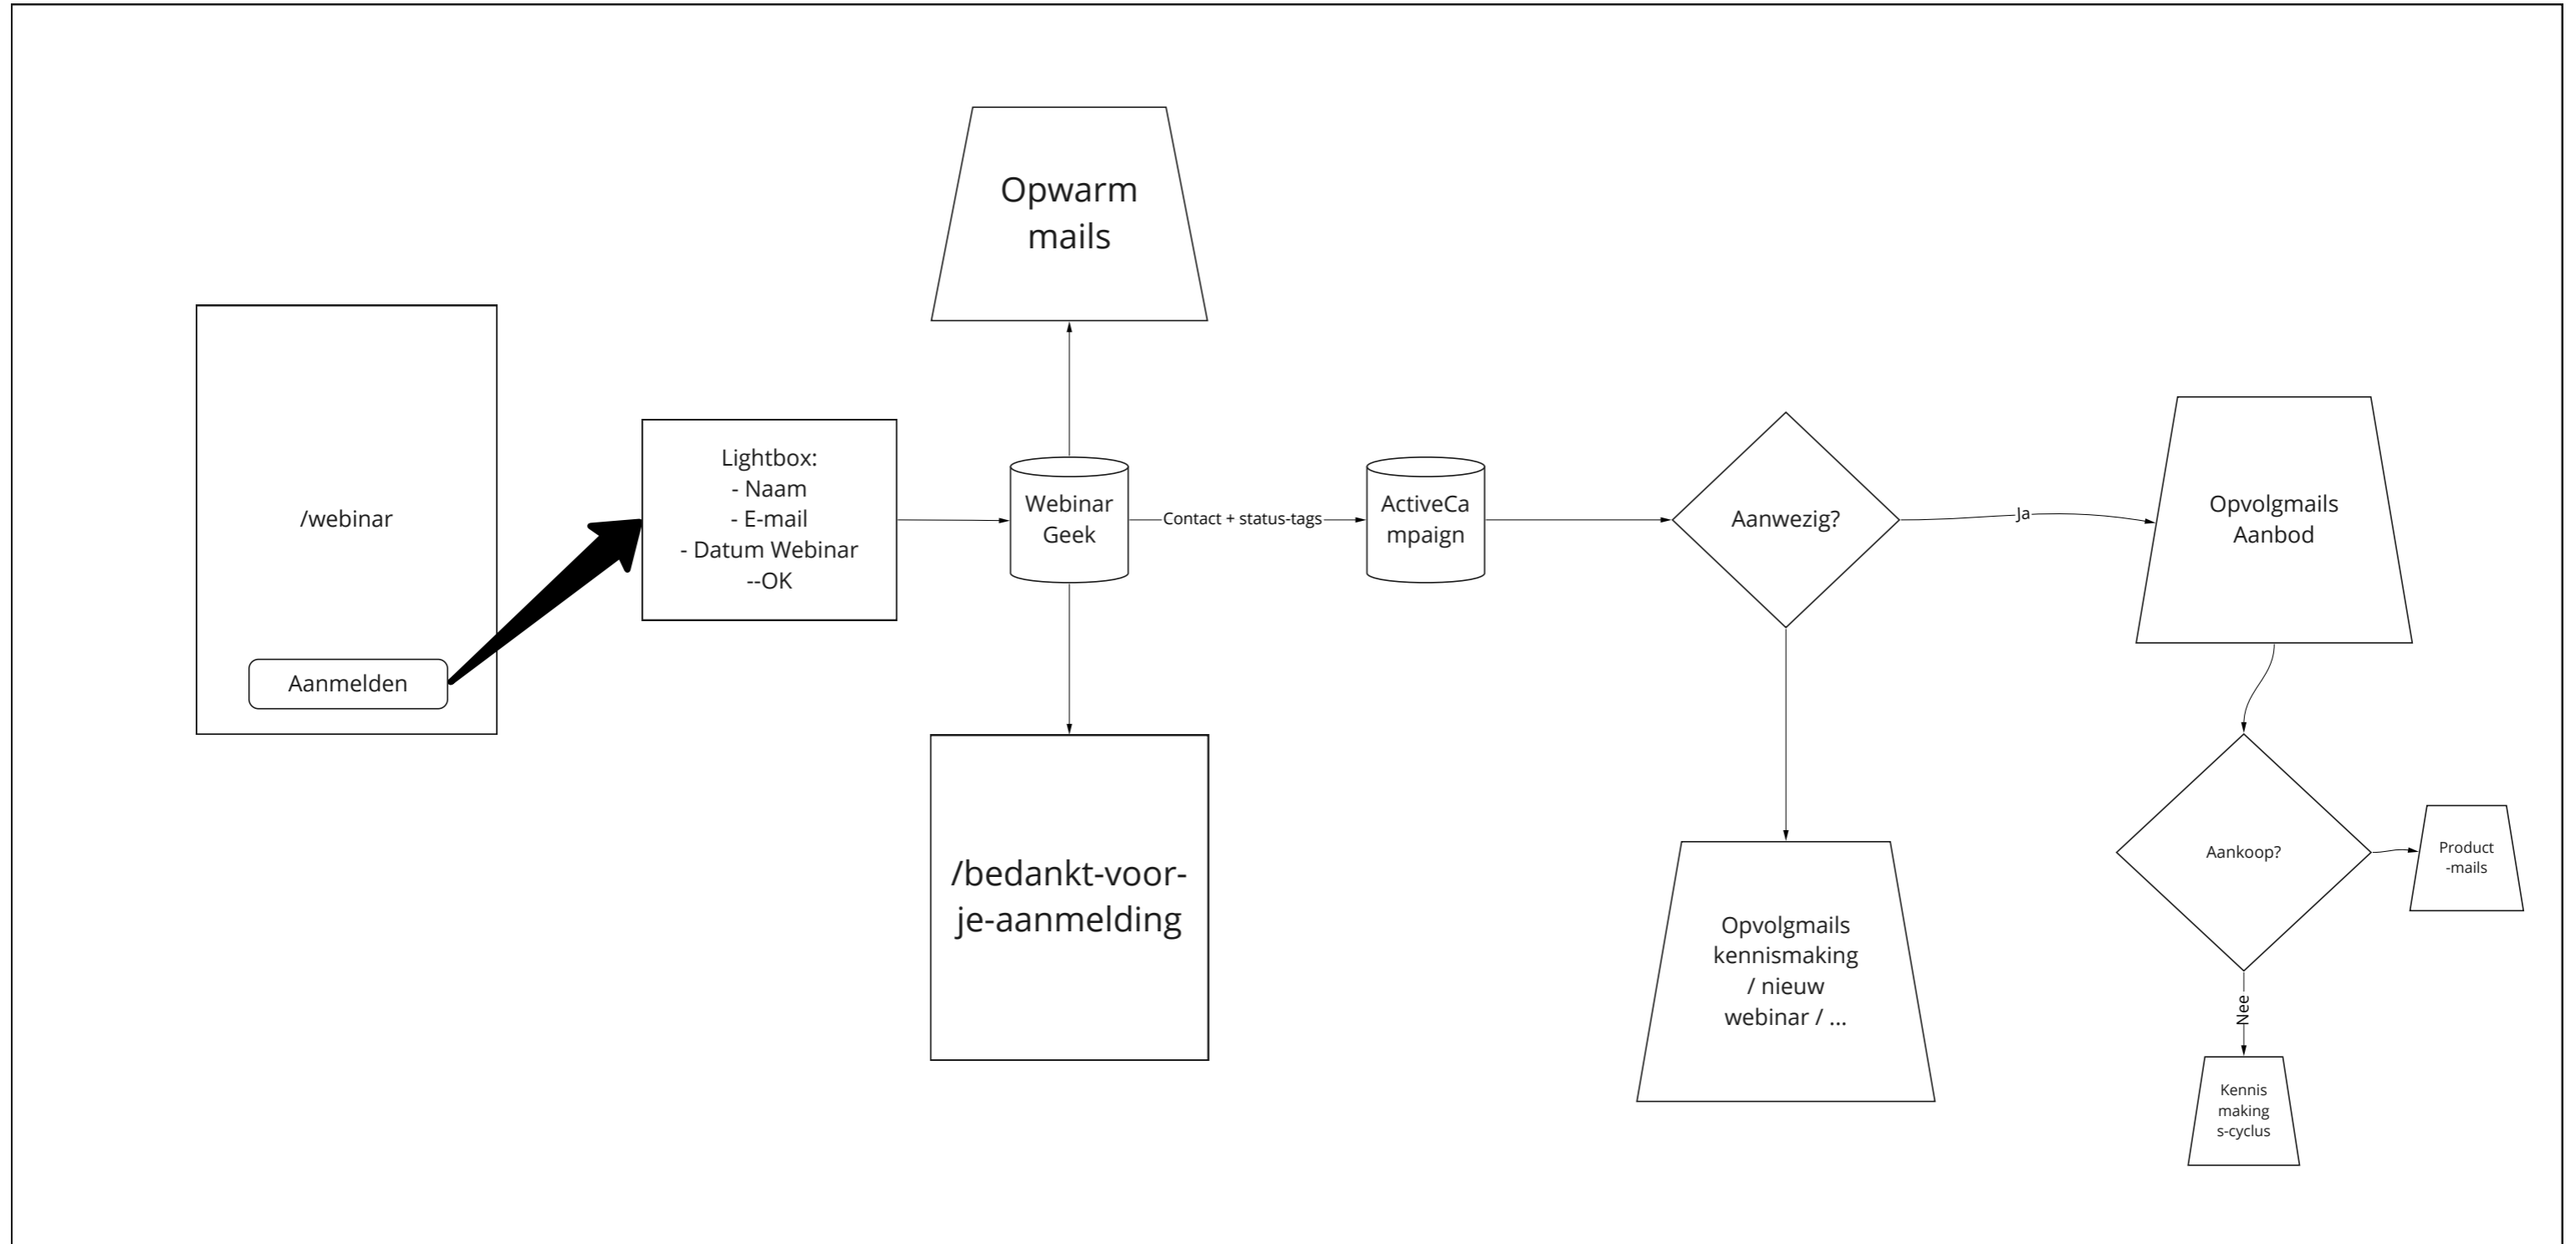 /webinar
Aanmelden
Lightbox:
- Naam
- E-mail
- Datum Webinar
--OK
Opwarm
mails
Webinar
Geek
/bedankt-voor-
je-aanmelding
Contact + status-tags
ActiveCa
mpaign
Aanwezig?
Ja
Opvolgmails
Aanbod
Opvolgmails
kennismaking
/ nieuw
webinar / ...
Aankoop?
Product
-mails
Nee
Kennis
making
s-cyclus